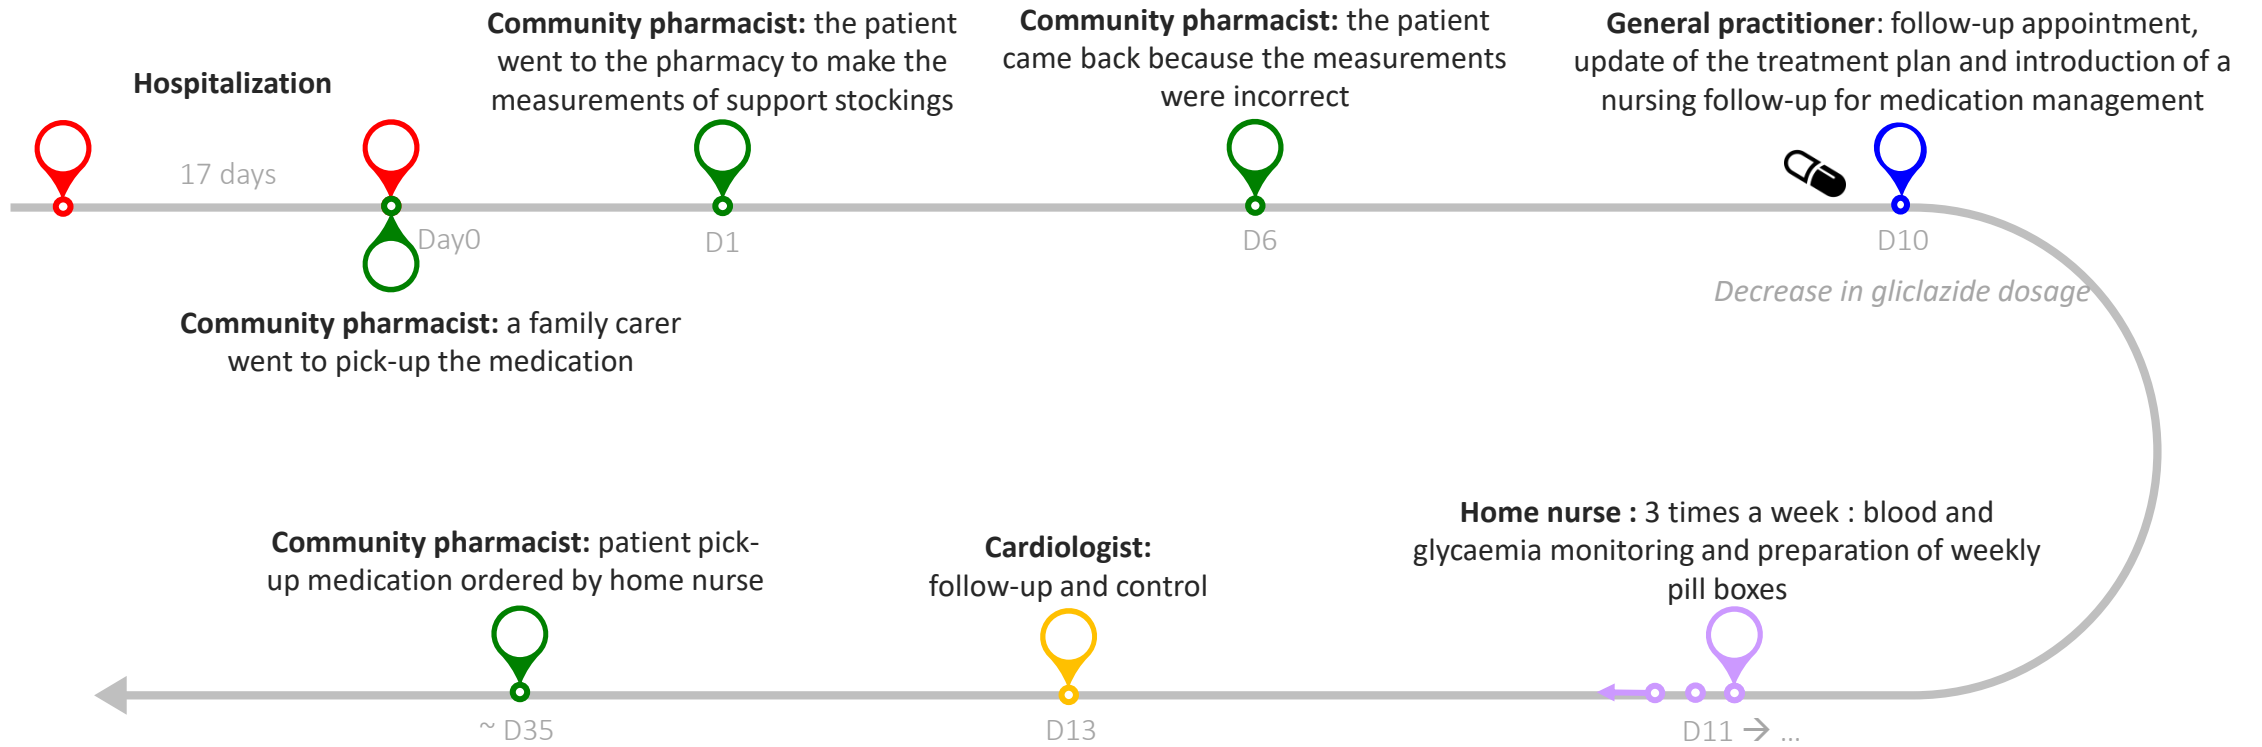 Hospitalization
17 days
Day0
Community pharmacist: a family carer
went to pick-up the medication
Community pharmacist: the patient
went to the pharmacy to make the
measurements of support stockings
D1
Community pharmacist: the patient
came back because the measurements
were incorrect
D6
General practitioner: follow-up appointment,
update of the treatment plan and introduction of a
nursing follow-up for medication management
D10
Decrease in gliclazide dosage
Home nurse : 3 times a week : blood and
glycaemia monitoring and preparation of weekly
pill boxes
D11 → ...
Cardiologist:
follow-up and control
D13
Community pharmacist: patient pick-
up medication ordered by home nurse
~ D35